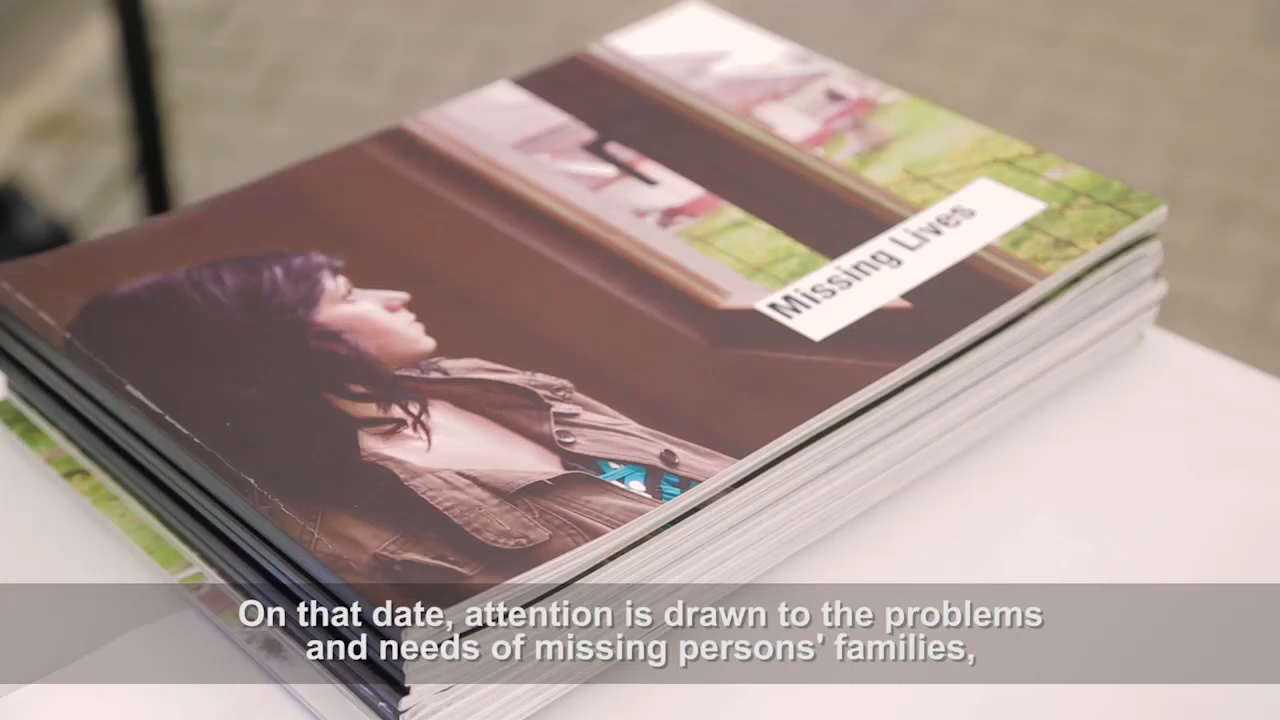 Missing Lives
On that date, attention is drawn to the problems
and needs of missing persons' families,